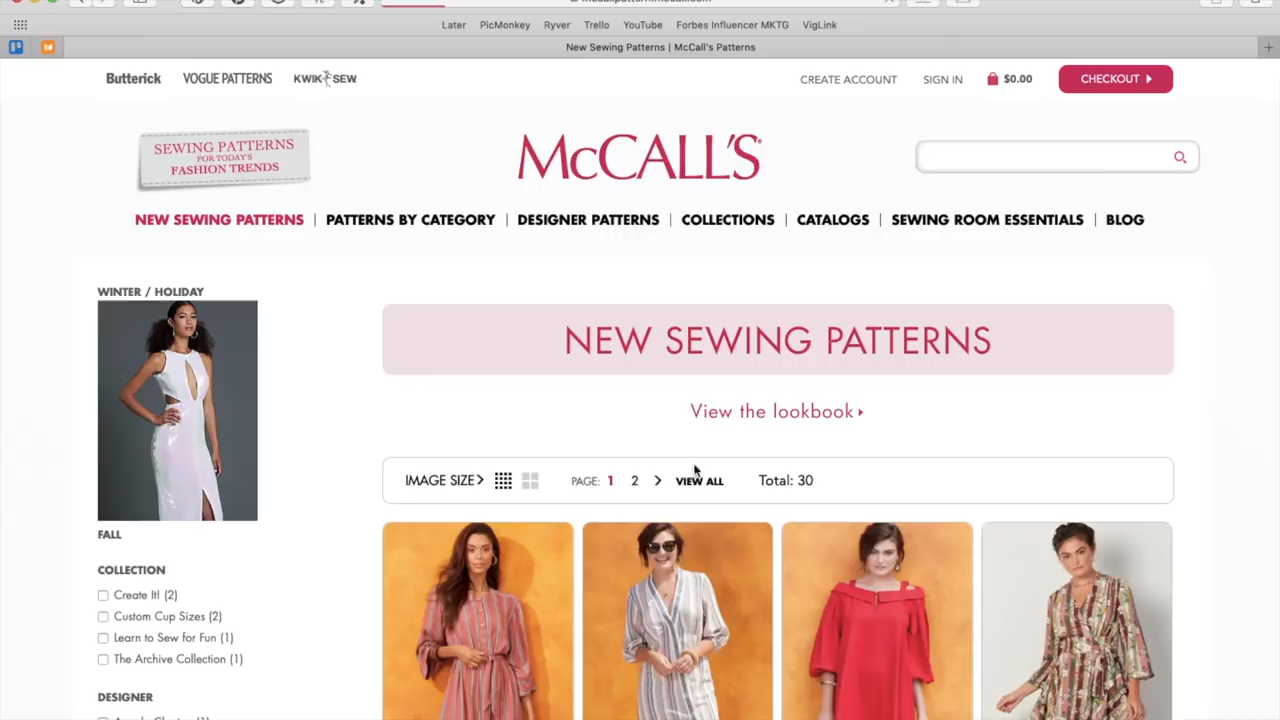 Later PicMonkey Ryver Trello YouTube Forbes Influencer MKTG VigLink
New Sewing Patterns | McCall's Patterns
Butterick VOGUE PATTERNS KWIK SEW CREATE ACCOUNT SIGN IN $0.00 CHECKOUT
SEWING PATTERNS
FOR TODAY'S
FASHION TRENDS
McCALL'S
NEW SEWING PATTERNS | PATTERNS BY CATEGORY | DESIGNER PATTERNS | COLLECTIONS | CATALOGS | SEWING ROOM ESSENTIALS | BLOG
WINTER / HOLIDAY
NEW SEWING PATTERNS
View the lookbook
IMAGE SIZE PAGE: 1 2 > VIEW ALL Total: 30
FALL
COLLECTION
Create It! (2)
Custom Cup Sizes (2)
Learn to Sew for Fun (1)
The Archive Collection (1)
DESIGNER